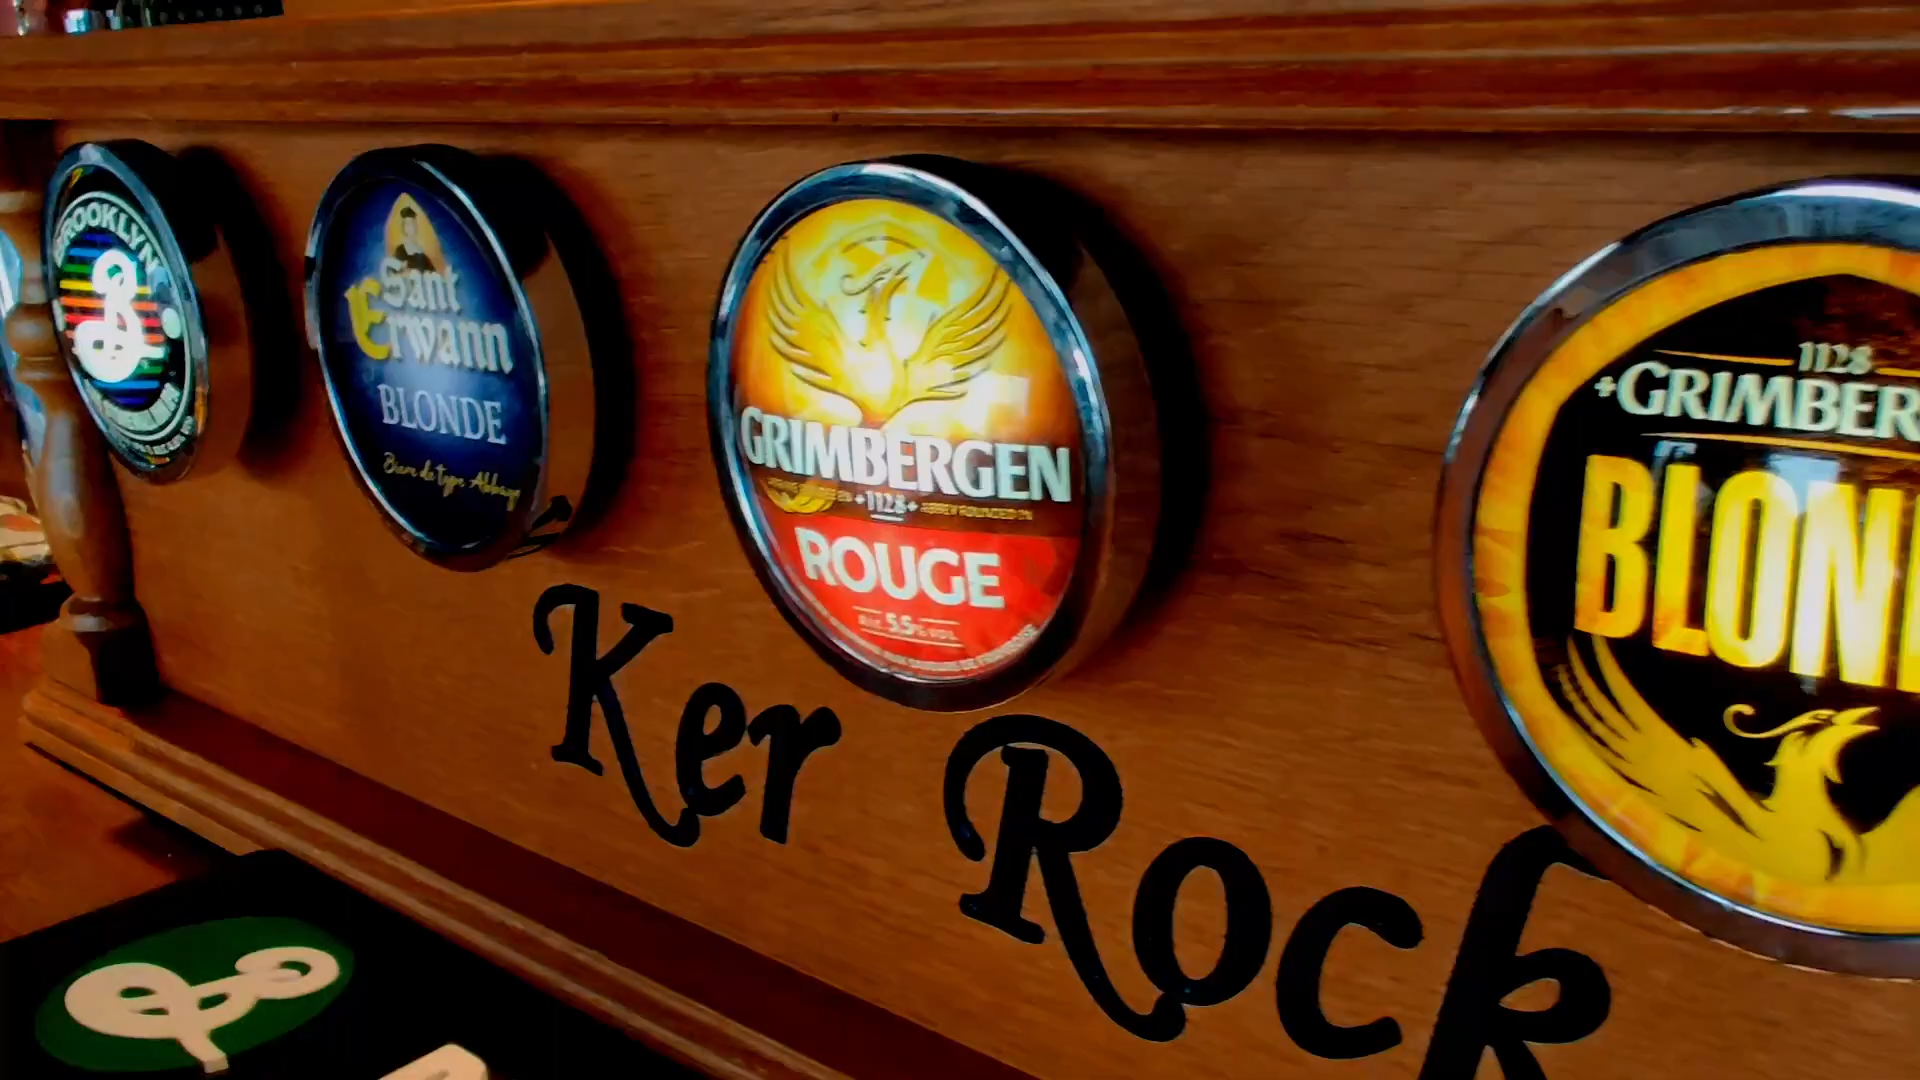 BROOKLYN
Sant
Erwann
BLONDE
Bière de type Abbaye
GRIMBERGEN
+1128+
ROUGE
ALC. 5.5% VOL.
1128
+GRIMBER
BLON
Ker Rock